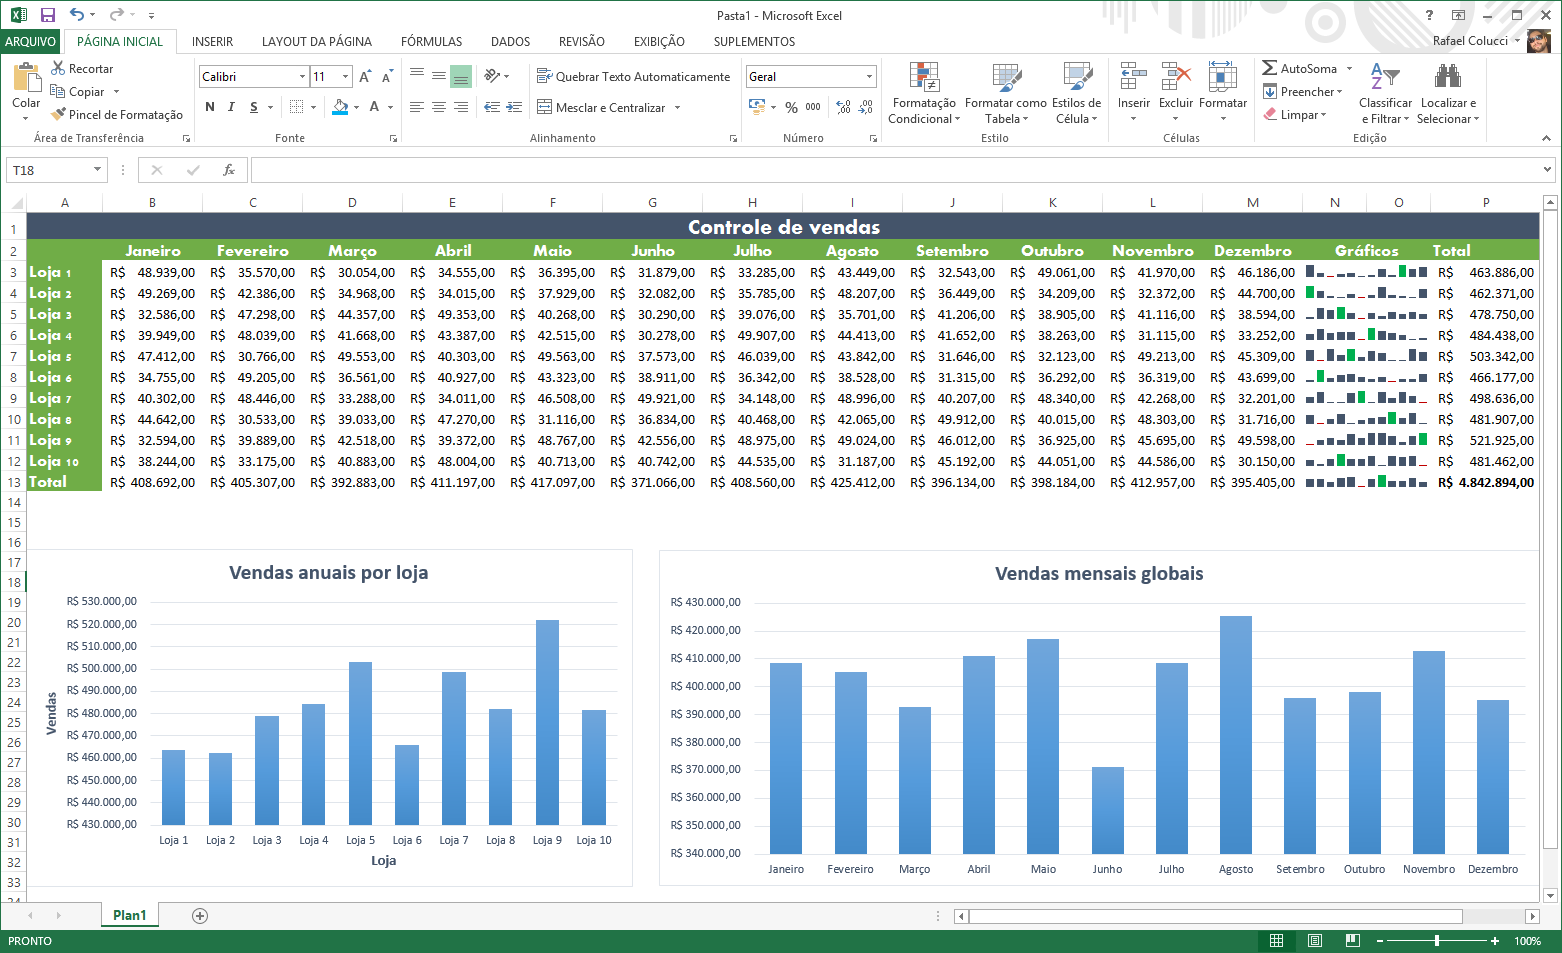 Pasta1 - Microsoft Excel
?
ARQUIVO PÁGINA INICIAL INSERIR LAYOUT DA PÁGINA FÓRMULAS DADOS REVISÃO EXIBIÇÃO SUPLEMENTOS Rafael Colucci
Colar
Recortar
Copiar
Pincel de Formatação
Área de Transferência
Calibri 11 A A
N I S A
Fonte
Quebrar Texto Automaticamente
Mesclar e Centralizar
Alinhamento
Geral
% 000 ,00 ,00
Número
Formatação Condicional
Formatar como Tabela
Estilos de Célula
Estilo
Inserir Excluir Formatar
Células
AutoSoma
Preencher
Limpar
Classificar e Filtrar
Localizar e Selecionar
Edição
T18 fx
A B C D E F G H I J K L M N O P
1 Controle de vendas
2 Janeiro Fevereiro Março Abril Maio Junho Julho Agosto Setembro Outubro Novembro Dezembro Gráficos Total
3 Loja 1 R$ 48.939,00 R$ 35.570,00 R$ 30.054,00 R$ 34.555,00 R$ 36.395,00 R$ 31.879,00 R$ 33.285,00 R$ 43.449,00 R$ 32.543,00 R$ 49.061,00 R$ 41.970,00 R$ 46.186,00 R$ 463.886,00
4 Loja 2 R$ 49.269,00 R$ 42.386,00 R$ 34.968,00 R$ 34.015,00 R$ 37.929,00 R$ 32.082,00 R$ 35.785,00 R$ 48.207,00 R$ 36.449,00 R$ 34.209,00 R$ 32.372,00 R$ 44.700,00 R$ 462.371,00
5 Loja 3 R$ 32.586,00 R$ 47.298,00 R$ 44.357,00 R$ 49.353,00 R$ 40.268,00 R$ 30.290,00 R$ 39.076,00 R$ 35.701,00 R$ 41.206,00 R$ 38.905,00 R$ 41.116,00 R$ 38.594,00 R$ 478.750,00
6 Loja 4 R$ 39.949,00 R$ 48.039,00 R$ 41.668,00 R$ 43.387,00 R$ 42.515,00 R$ 30.278,00 R$ 49.907,00 R$ 44.413,00 R$ 41.652,00 R$ 38.263,00 R$ 31.115,00 R$ 33.252,00 R$ 484.438,00
7 Loja 5 R$ 47.412,00 R$ 30.766,00 R$ 49.553,00 R$ 40.303,00 R$ 49.563,00 R$ 37.573,00 R$ 46.039,00 R$ 43.842,00 R$ 31.646,00 R$ 32.123,00 R$ 49.213,00 R$ 45.309,00 R$ 503.342,00
8 Loja 6 R$ 34.755,00 R$ 49.205,00 R$ 36.561,00 R$ 40.927,00 R$ 43.323,00 R$ 38.911,00 R$ 36.342,00 R$ 38.528,00 R$ 31.315,00 R$ 36.292,00 R$ 36.319,00 R$ 43.699,00 R$ 466.177,00
9 Loja 7 R$ 40.302,00 R$ 48.446,00 R$ 33.288,00 R$ 34.011,00 R$ 46.508,00 R$ 49.921,00 R$ 34.148,00 R$ 48.996,00 R$ 40.207,00 R$ 48.340,00 R$ 42.268,00 R$ 32.201,00 R$ 498.636,00
10 Loja 8 R$ 44.642,00 R$ 30.533,00 R$ 39.033,00 R$ 47.270,00 R$ 31.116,00 R$ 36.834,00 R$ 40.468,00 R$ 42.065,00 R$ 49.912,00 R$ 40.015,00 R$ 48.303,00 R$ 31.716,00 R$ 481.907,00
11 Loja 9 R$ 32.594,00 R$ 39.889,00 R$ 42.518,00 R$ 39.372,00 R$ 48.767,00 R$ 42.556,00 R$ 48.975,00 R$ 49.024,00 R$ 46.012,00 R$ 36.925,00 R$ 45.695,00 R$ 49.598,00 R$ 521.925,00
12 Loja 10 R$ 38.244,00 R$ 33.175,00 R$ 40.883,00 R$ 48.004,00 R$ 40.713,00 R$ 40.742,00 R$ 44.535,00 R$ 31.187,00 R$ 45.192,00 R$ 44.051,00 R$ 44.586,00 R$ 30.150,00 R$ 481.462,00
13 Total R$ 408.692,00 R$ 405.307,00 R$ 392.883,00 R$ 411.197,00 R$ 417.097,00 R$ 371.066,00 R$ 408.560,00 R$ 425.412,00 R$ 396.134,00 R$ 398.184,00 R$ 412.957,00 R$ 395.405,00 R$ 4.842.894,00
14
15
16
17
18
19
20
21
22
23
24
25
26
27
28
29
30
31
32
33
34
Vendas anuais por loja
R$ 530.000,00
R$ 520.000,00
R$ 510.000,00
R$ 500.000,00
R$ 490.000,00
R$ 480.000,00
R$ 470.000,00
R$ 460.000,00
R$ 450.000,00
R$ 440.000,00
R$ 430.000,00
Vendas
Loja 1 Loja 2 Loja 3 Loja 4 Loja 5 Loja 6 Loja 7 Loja 8 Loja 9 Loja 10
Loja
Vendas mensais globais
R$ 430.000,00
R$ 420.000,00
R$ 410.000,00
R$ 400.000,00
R$ 390.000,00
R$ 380.000,00
R$ 370.000,00
R$ 360.000,00
R$ 350.000,00
R$ 340.000,00
Janeiro Fevereiro Março Abril Maio Junho Julho Agosto Setembro Outubro Novembro Dezembro
Plan1
PRONTO 100%